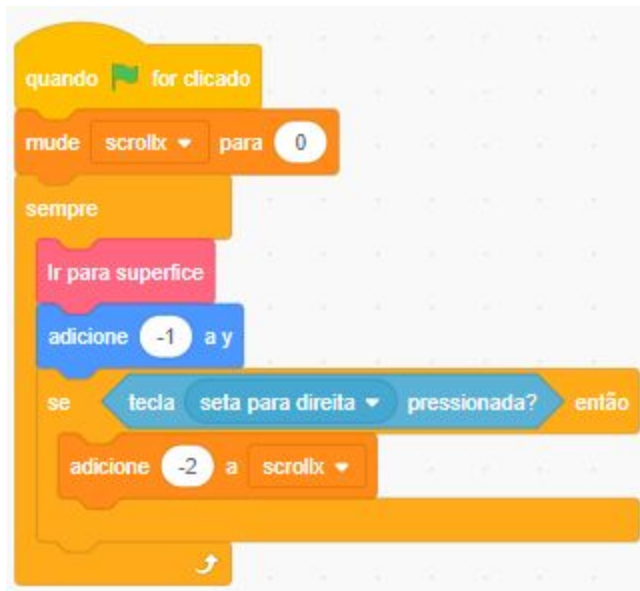 quando for clicado
mude scrollx para 0
sempre
Ir para superfice
adicione -1 a y
se tecla seta para direita pressionada? então
adicione -2 a scrollx